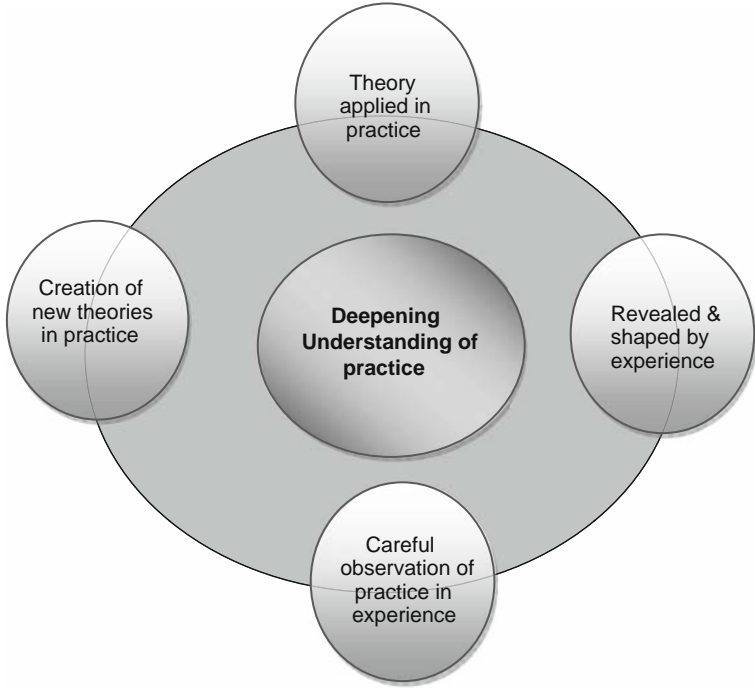 Theory
applied in
practice
Creation of
new theories
in practice
Deepening
Understanding of
practice
Revealed &
shaped by
experience
Careful
observation of
practice in
experience